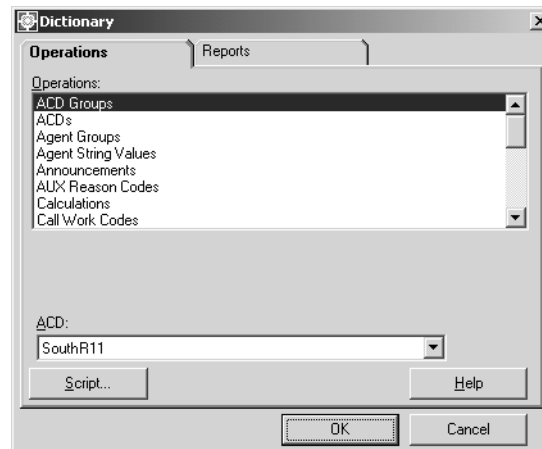 Dictionary
Operations
Reports
Operations:
ACD Groups
ACDs
Agent Groups
Agent String Values
Announcements
AUX Reason Codes
Calculations
Call Work Codes
ACD:
SouthR11
Script...
Help
OK
Cancel